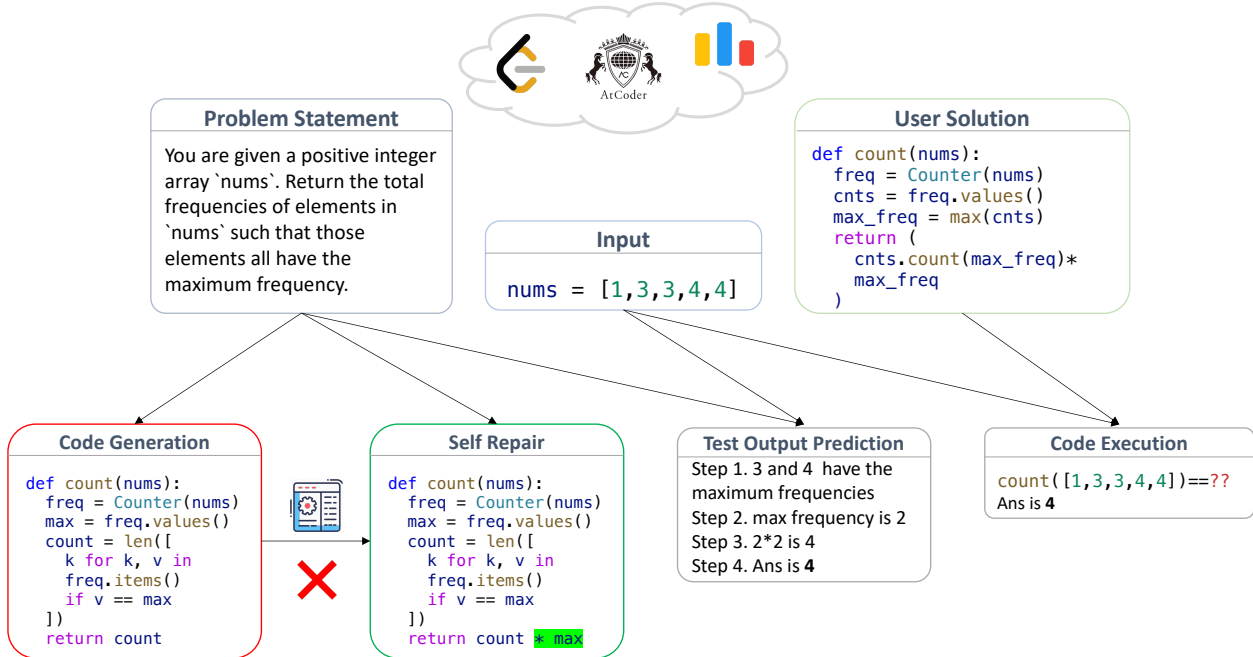 AC
AtCoder
Problem Statement
You are given a positive integer
array `nums`. Return the total
frequencies of elements in
`nums` such that those
elements all have the
maximum frequency.
Input
nums = [1,3,3,4,4]
User Solution
def count(nums):
  freq = Counter(nums)
  cnts = freq.values()
  max_freq = max(cnts)
  return (
    cnts.count(max_freq)*
    max_freq
  )
Code Generation
def count(nums):
  freq = Counter(nums)
  max = freq.values()
  count = len([
    k for k, v in
    freq.items()
    if v == max
  ])
  return count
Self Repair
def count(nums):
  freq = Counter(nums)
  max = freq.values()
  count = len([
    k for k, v in
    freq.items()
    if v == max
  ])
  return count * max
Test Output Prediction
Step 1. 3 and 4 have the
maximum frequencies
Step 2. max frequency is 2
Step 3. 2*2 is 4
Step 4. Ans is 4
Code Execution
count([1,3,3,4,4])==??
Ans is 4